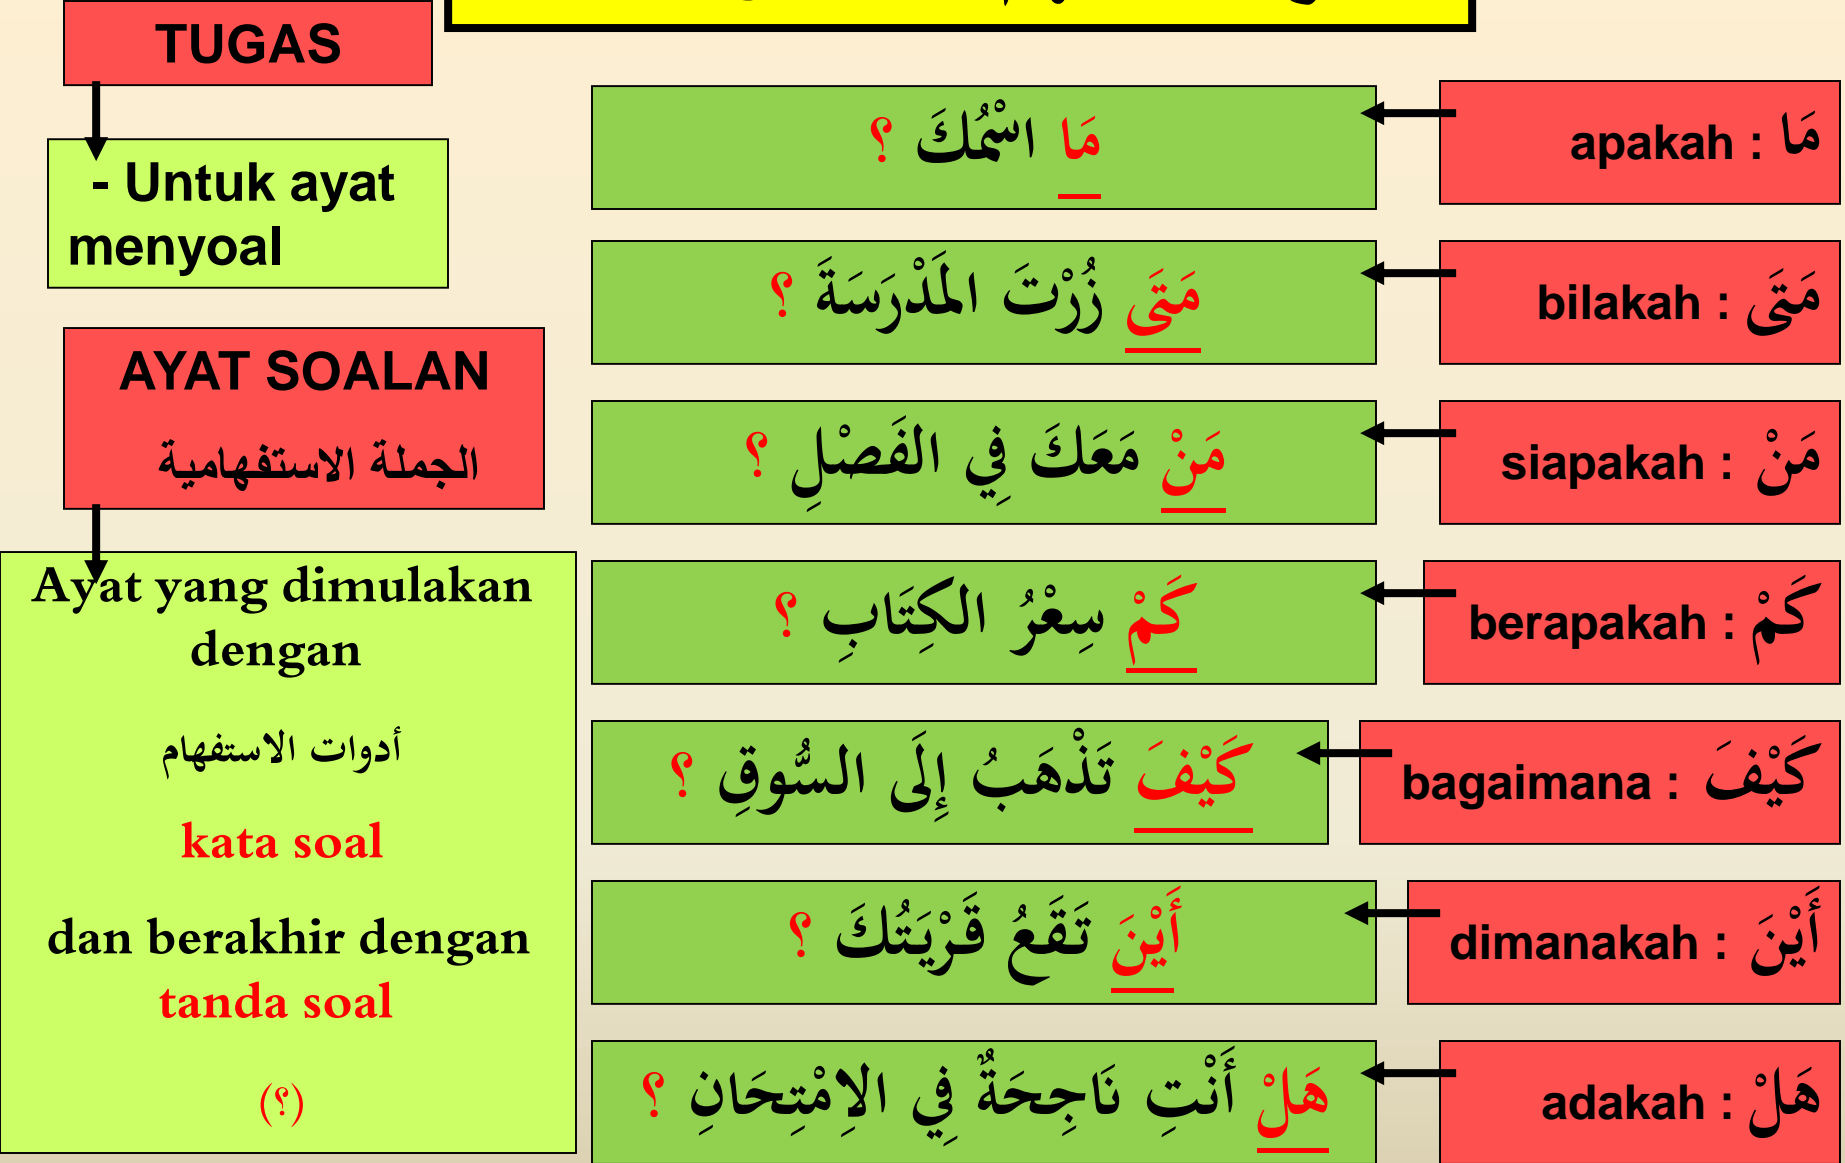 TUGAS
- Untuk ayat
menyoal
AYAT SOALAN
الجملة الاستفهامية
Ayat yang dimulakan
dengan
أدوات الاستفهام
kata soal
dan berakhir dengan
tanda soal
(؟)
مَا : apakah
مَا اسْمُكَ ؟
مَتَى : bilakah
مَتَى زُرْتَ المَدْرَسَةَ ؟
مَنْ : siapakah
مَنْ مَعَكَ فِي الفَصْلِ ؟
كَمْ : berapakah
كَمْ سِعْرُ الكِتَابِ ؟
كَيْفَ : bagaimana
كَيْفَ تَذْهَبُ إِلَى السُّوقِ ؟
أَيْنَ : dimanakah
أَيْنَ تَقَعُ قَرْيَتُكَ ؟
هَلْ : adakah
هَلْ أَنْتِ نَاجِحَةٌ فِي الاِمْتِحَانِ ؟